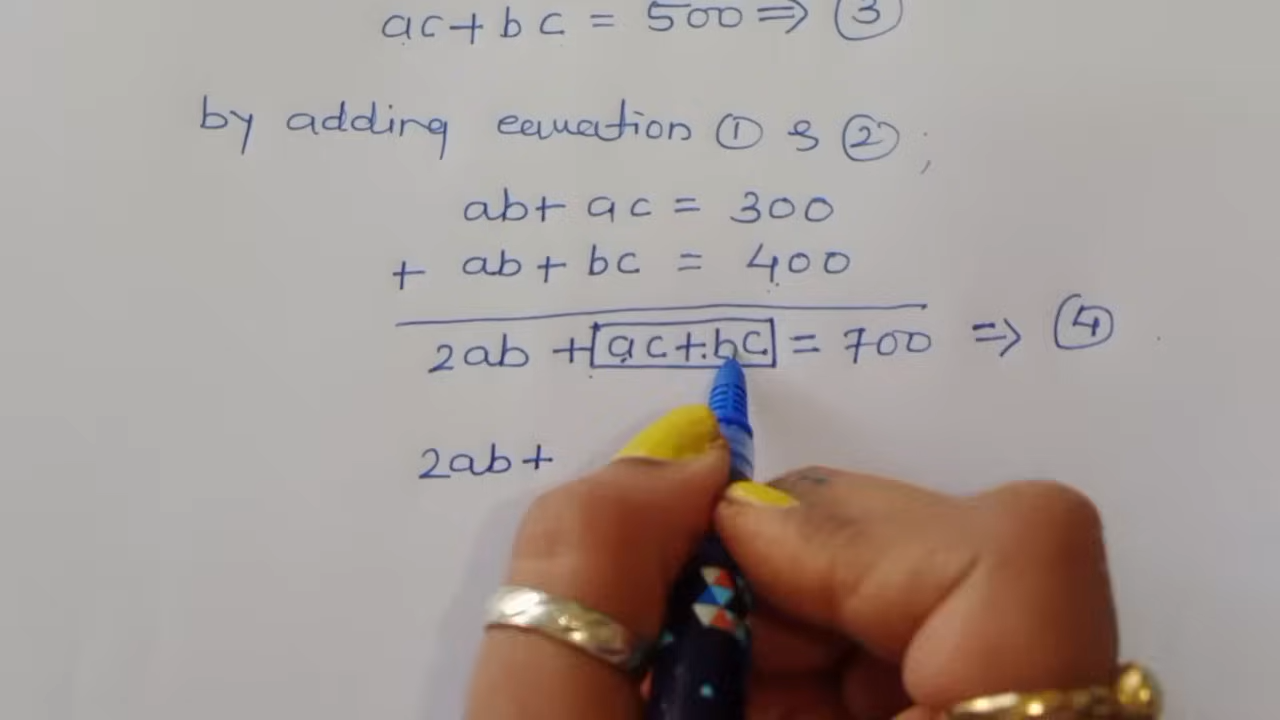 ac+bc = 500 ⇒ ③
by adding equation ① & ② ;
ab+ ac = 300
+ ab+ bc = 400
2ab + ac+bc = 700 ⇒ ④
2ab+